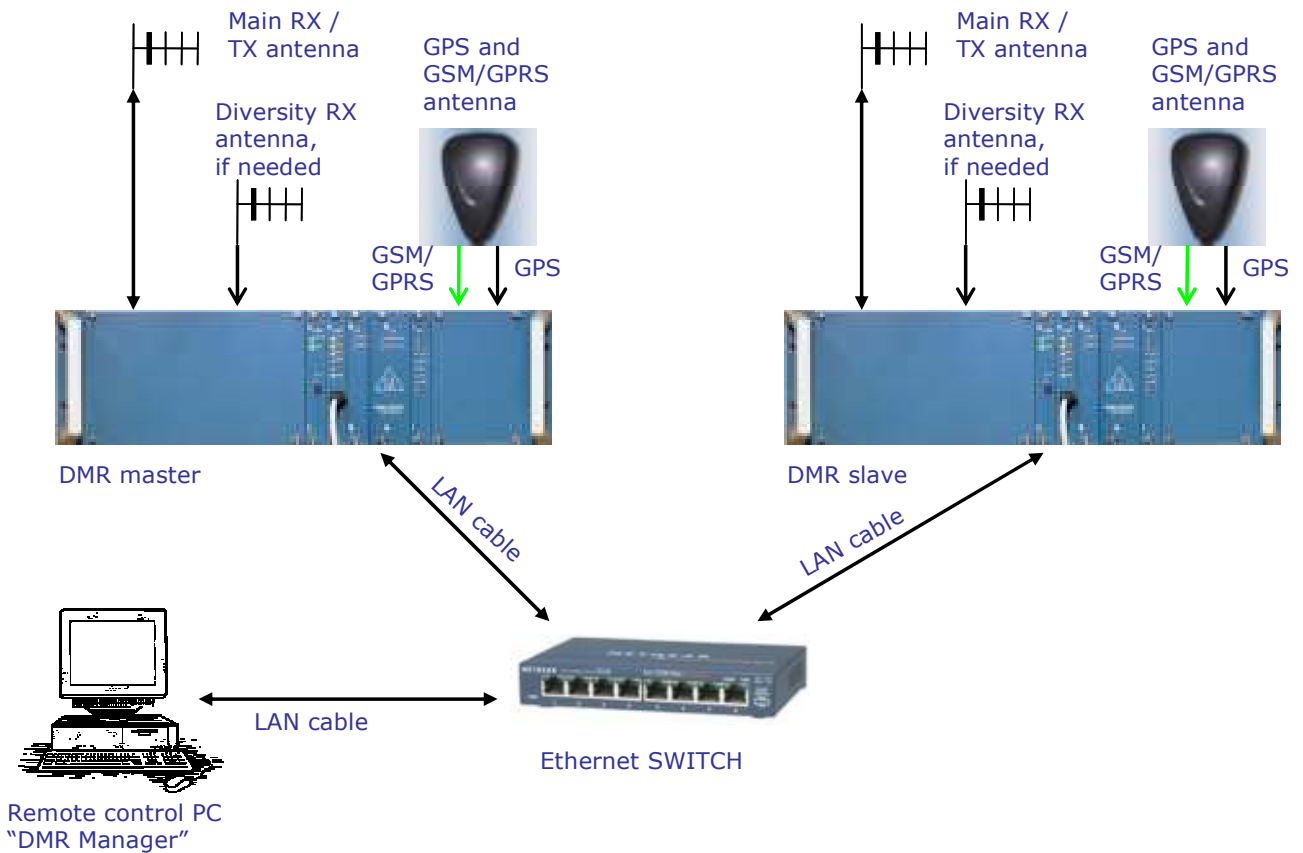 Main RX /
TX antenna
GPS and
GSM/GPRS
antenna
Diversity RX
antenna,
if needed
GSM/
GPRS
GPS
DMR master
Main RX /
TX antenna
GPS and
GSM/GPRS
antenna
Diversity RX
antenna,
if needed
GSM/
GPRS
GPS
DMR slave
LAN cable
LAN cable
NETGEAR
NETGEAR
LAN cable
Ethernet SWITCH
Remote control PC
“DMR Manager”